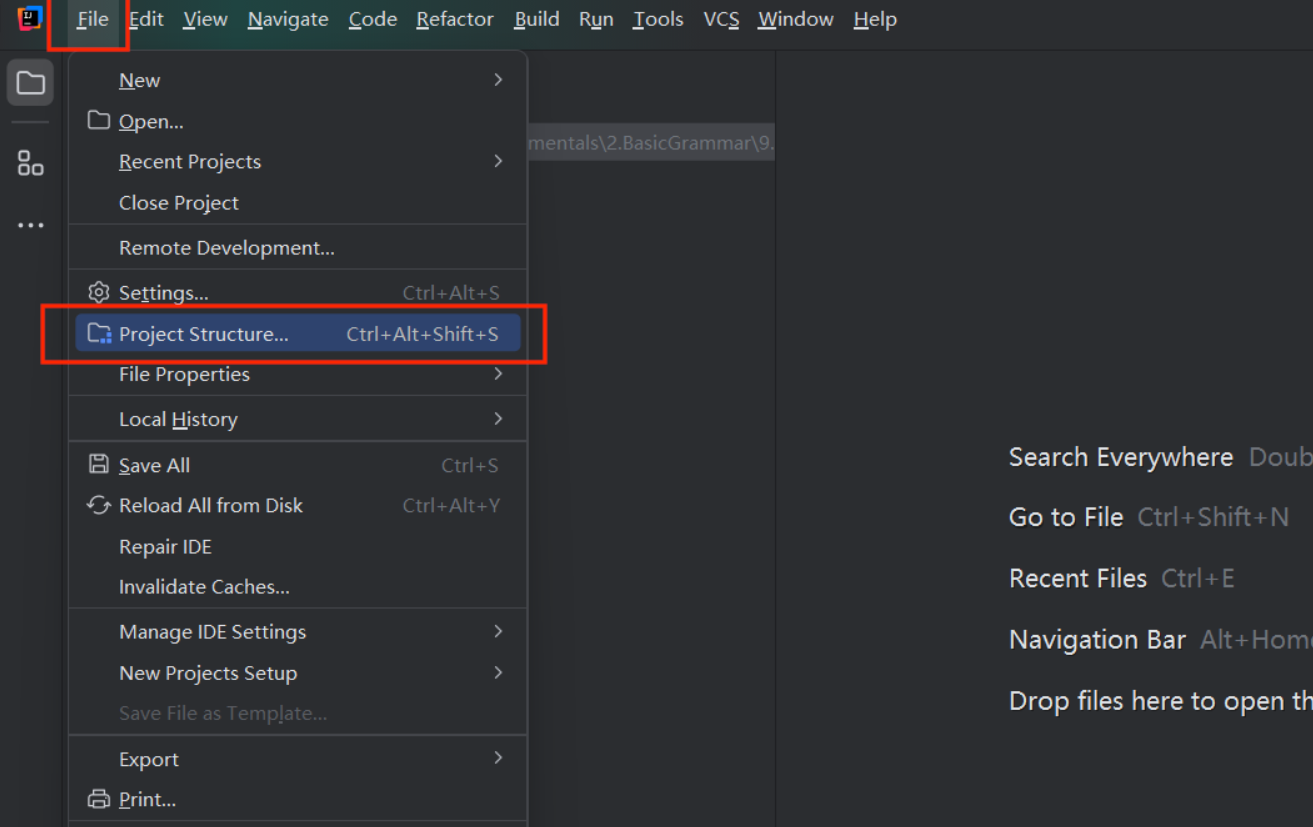 File Edit View Navigate Code Refactor Build Run Tools VCS Window Help
New
Open...
mentals\2.BasicGrammar\9.
Recent Projects
Close Project
Remote Development...
Settings... Ctrl+Alt+S
Project Structure... Ctrl+Alt+Shift+S
File Properties
Local History
Save All Ctrl+S
Reload All from Disk Ctrl+Alt+Y
Repair IDE
Invalidate Caches...
Manage IDE Settings
New Projects Setup
Save File as Template...
Export
Print...
Search Everywhere Doub
Go to File Ctrl+Shift+N
Recent Files Ctrl+E
Navigation Bar Alt+Home
Drop files here to open th